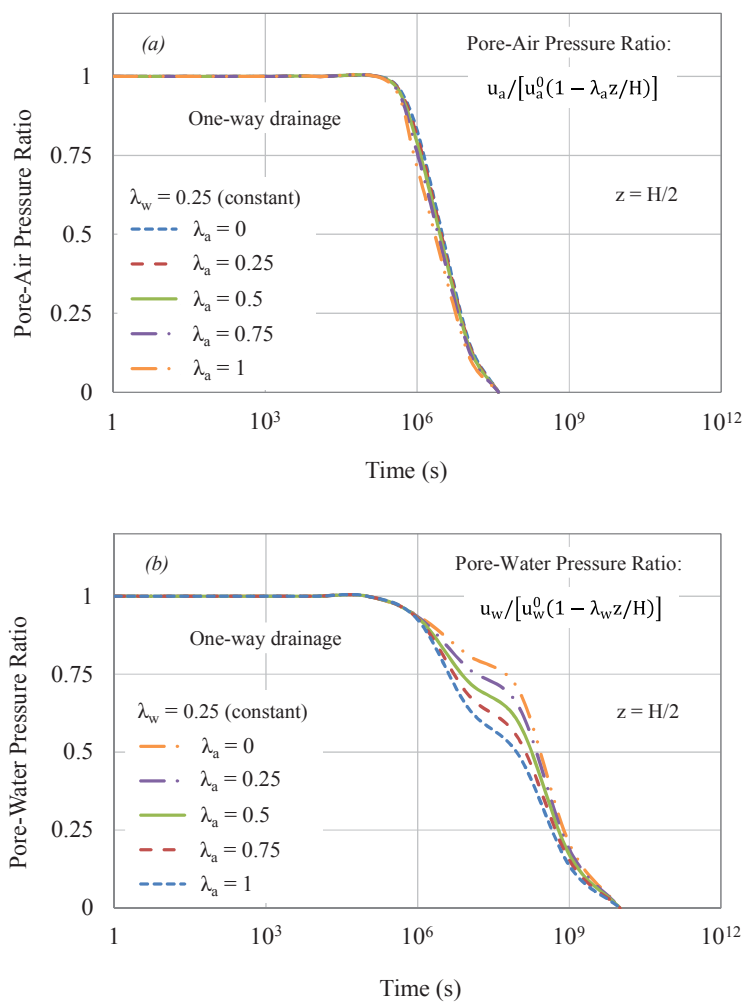 (a)
Pore-Air Pressure Ratio:
uₐ/[uₐ⁰(1 − λₐz/H)]
One-way drainage
z = H/2
λw = 0.25 (constant)
λₐ = 0
λₐ = 0.25
λₐ = 0.5
λₐ = 0.75
λₐ = 1
Pore-Air Pressure Ratio
1
0.75
0.5
0.25
0
1
10³
10⁶
10⁹
10¹²
Time (s)
(b)
Pore-Water Pressure Ratio:
u_w/[u_w⁰(1 − λ_wz/H)]
One-way drainage
z = H/2
λw = 0.25 (constant)
λₐ = 0
λₐ = 0.25
λₐ = 0.5
λₐ = 0.75
λₐ = 1
Pore-Water Pressure Ratio
1
0.75
0.5
0.25
0
1
10³
10⁶
10⁹
10¹²
Time (s)